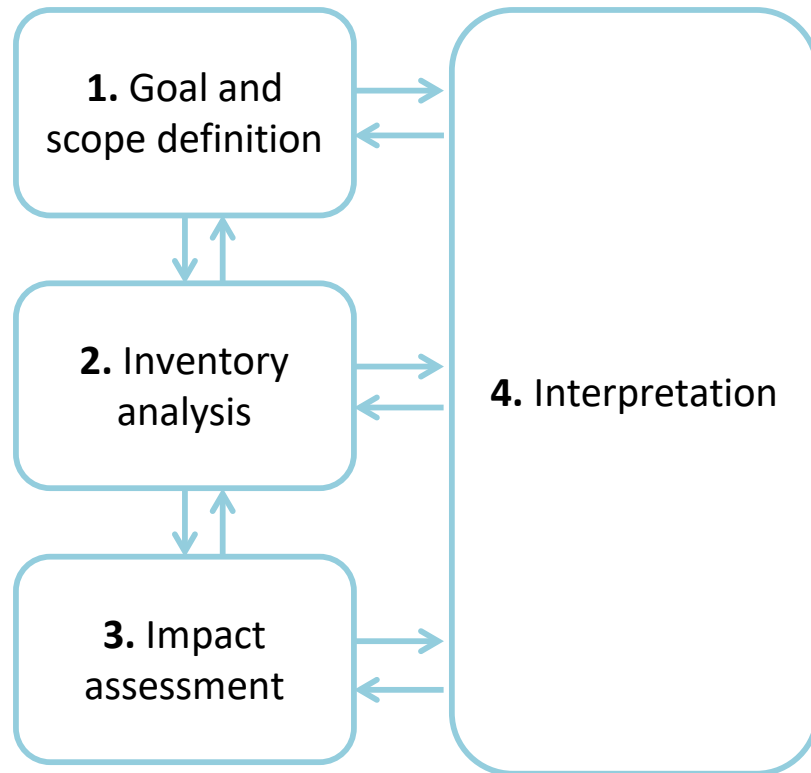 1. Goal and
scope definition
2. Inventory
analysis
4. Interpretation
3. Impact
assessment